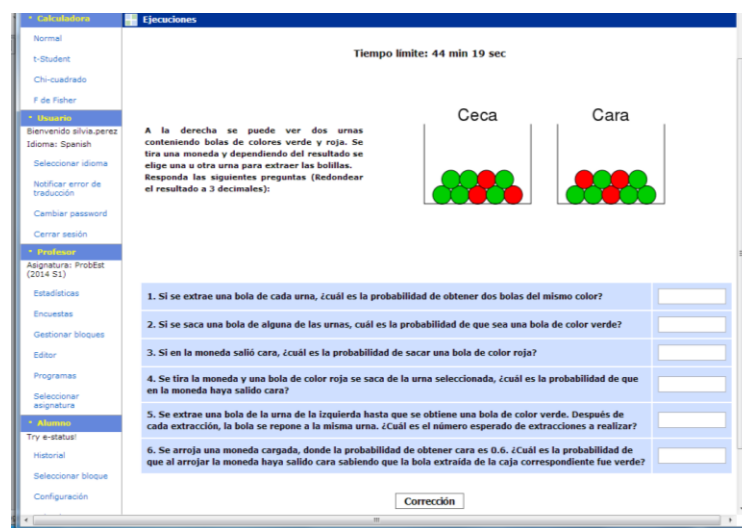 Calculadora
Normal
t-Student
Chi-cuadrado
F de Fisher
Usuario
Bienvenido silvia.perez
Idioma: Spanish
Seleccionar idioma
Notificar error de
traducción
Cambiar password
Cerrar sesión
Profesor
Asignatura: ProbEst
(2014 S1)
Estadísticas
Encuestas
Gestionar bloques
Editor
Programas
Seleccionar
asignatura
Alumno
Try e-status!
Historial
Seleccionar bloque
Configuración
Ejecuciones
Tiempo límite: 44 min 19 sec
A la derecha se puede ver dos urnas
conteniendo bolas de colores verde y roja. Se
tira una moneda y dependiendo del resultado se
elige una u otra urna para extraer las bolillas.
Responda las siguientes preguntas (Redondear
el resultado a 3 decimales):
Ceca
Cara
1. Si se extrae una bola de cada urna, ¿cuál es la probabilidad de obtener dos bolas del mismo color?
2. Si se saca una bola de alguna de las urnas, cuál es la probabilidad de que sea una bola de color verde?
3. Si en la moneda salió cara, ¿cuál es la probabilidad de sacar una bola de color roja?
4. Se tira la moneda y una bola de color roja se saca de la urna seleccionada, ¿cuál es la probabilidad de que
en la moneda haya salido cara?
5. Se extrae una bola de la urna de la izquierda hasta que se obtiene una bola de color verde. Después de
cada extracción, la bola se repone a la misma urna. ¿Cuál es el número esperado de extracciones a realizar?
6. Se arroja una moneda cargada, donde la probabilidad de obtener cara es 0.6. ¿Cuál es la probabilidad de
que al arrojar la moneda haya salido cara sabiendo que la bola extraída de la caja correspondiente fue verde?
Corrección